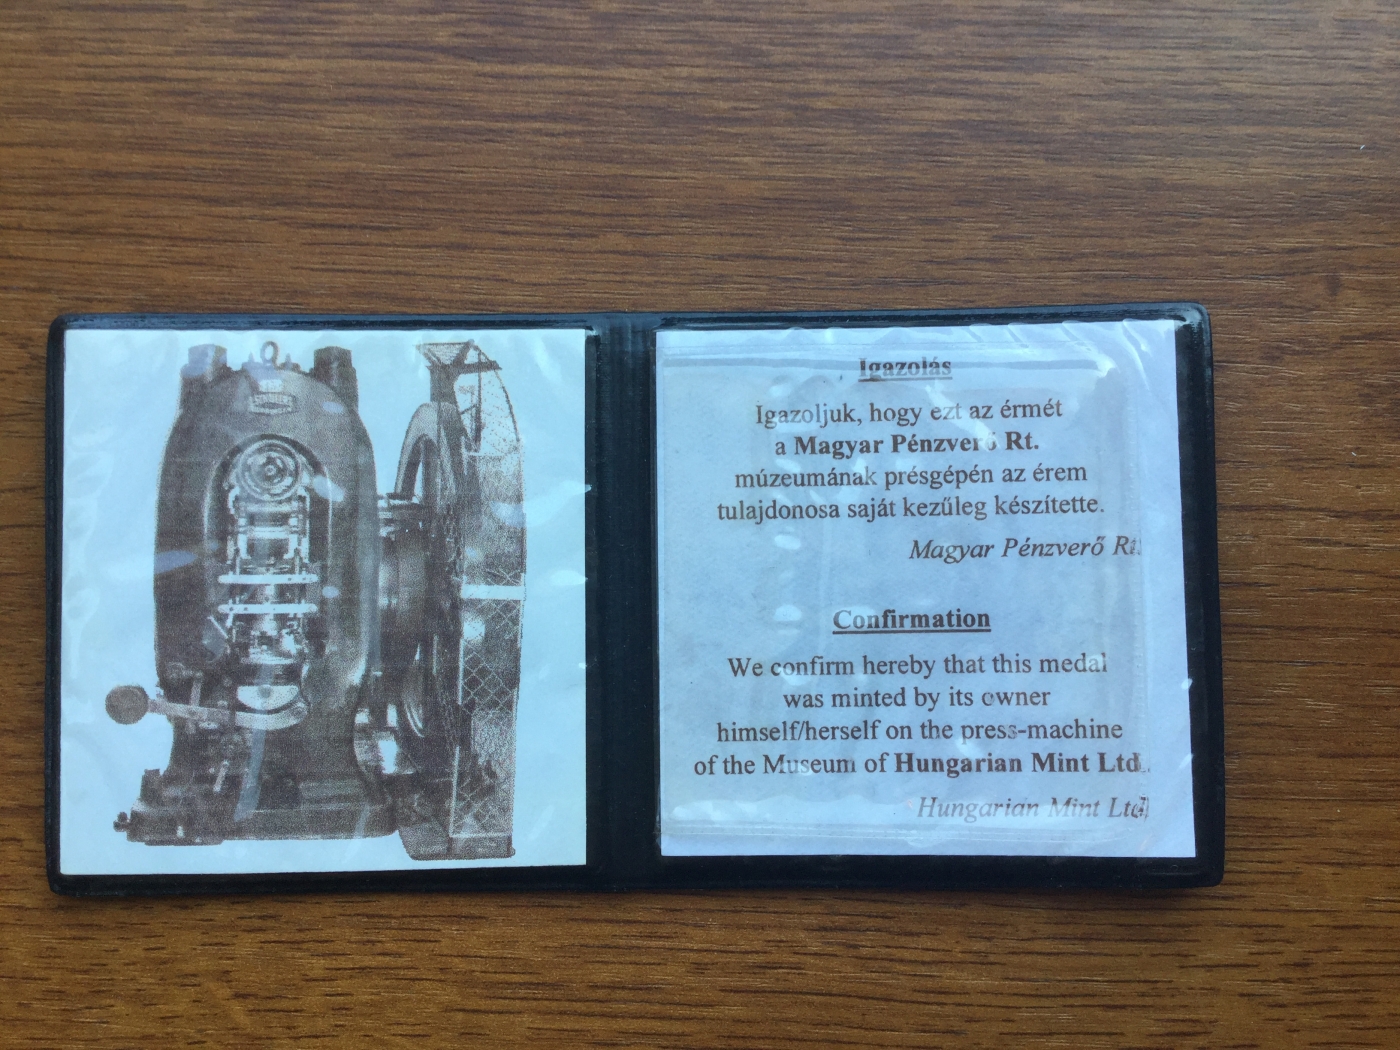 Igazolás
Igazoljuk, hogy ezt az érmét
a Magyar Pénzverő Rt.
múzeumának présgépén az érem
tulajdonosa saját kezűleg készítette.
Magyar Pénzverő Rt.
Confirmation
We confirm hereby that this medal
was minted by its owner
himself/herself on the press-machine
of the Museum of Hungarian Mint Ltd.
Hungarian Mint Ltd.